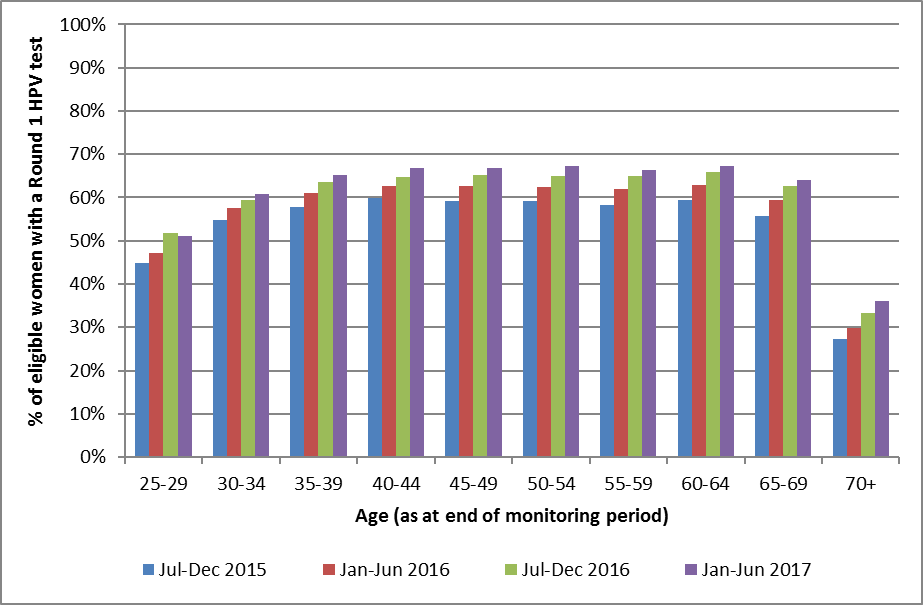 % of eligible women with a Round 1 HPV test
100%
90%
80%
70%
60%
50%
40%
30%
20%
10%
0%
25-29 30-34 35-39 40-44 45-49 50-54 55-59 60-64 65-69 70+
Age (as at end of monitoring period)
Jul-Dec 2015 Jan-Jun 2016 Jul-Dec 2016 Jan-Jun 2017